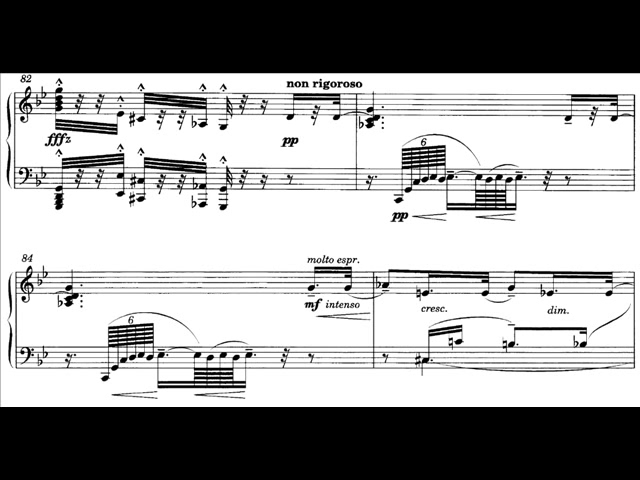 82
non rigoroso
fffz
pp
6
pp
84
molto espr.
6
mf intenso
cresc.
dim.